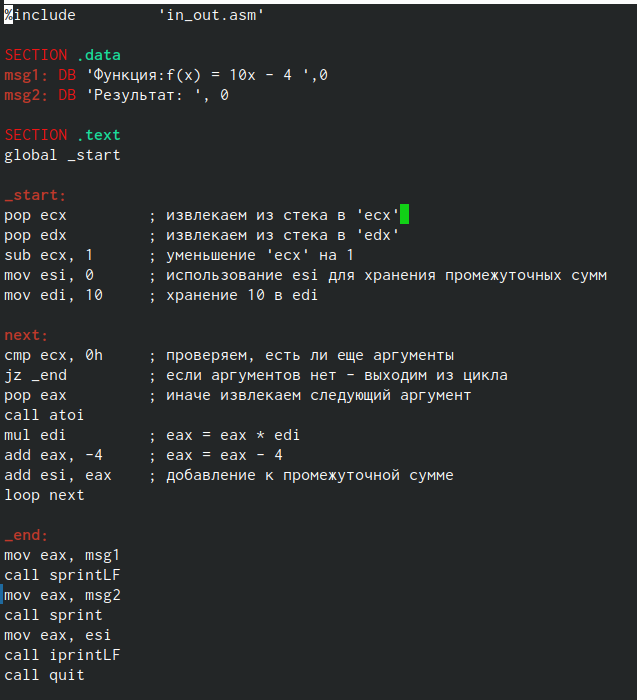 %include         'in_out.asm'
SECTION .data
msg1: DB 'Функция:f(x) = 10x - 4 ',0
msg2: DB 'Результат: ', 0
SECTION .text
global _start
_start:
pop ecx         ; извлекаем из стека в 'ecx'
pop edx         ; извлекаем из стека в 'edx'
sub ecx, 1      ; уменьшение 'ecx' на 1
mov esi, 0      ; использование esi для хранения промежуточных сумм
mov edi, 10     ; хранение 10 в edi
next:
cmp ecx, 0h     ; проверяем, есть ли еще аргументы
jz _end         ; если аргументов нет - выходим из цикла
pop eax         ; иначе извлекаем следующий аргумент
call atoi
mul edi         ; eax = eax * edi
add eax, -4     ; eax = eax - 4
add esi, eax    ; добавление к промежуточной сумме
loop next
_end:
mov eax, msg1
call sprintLF
mov eax, msg2
call sprint
mov eax, esi
call iprintLF
call quit